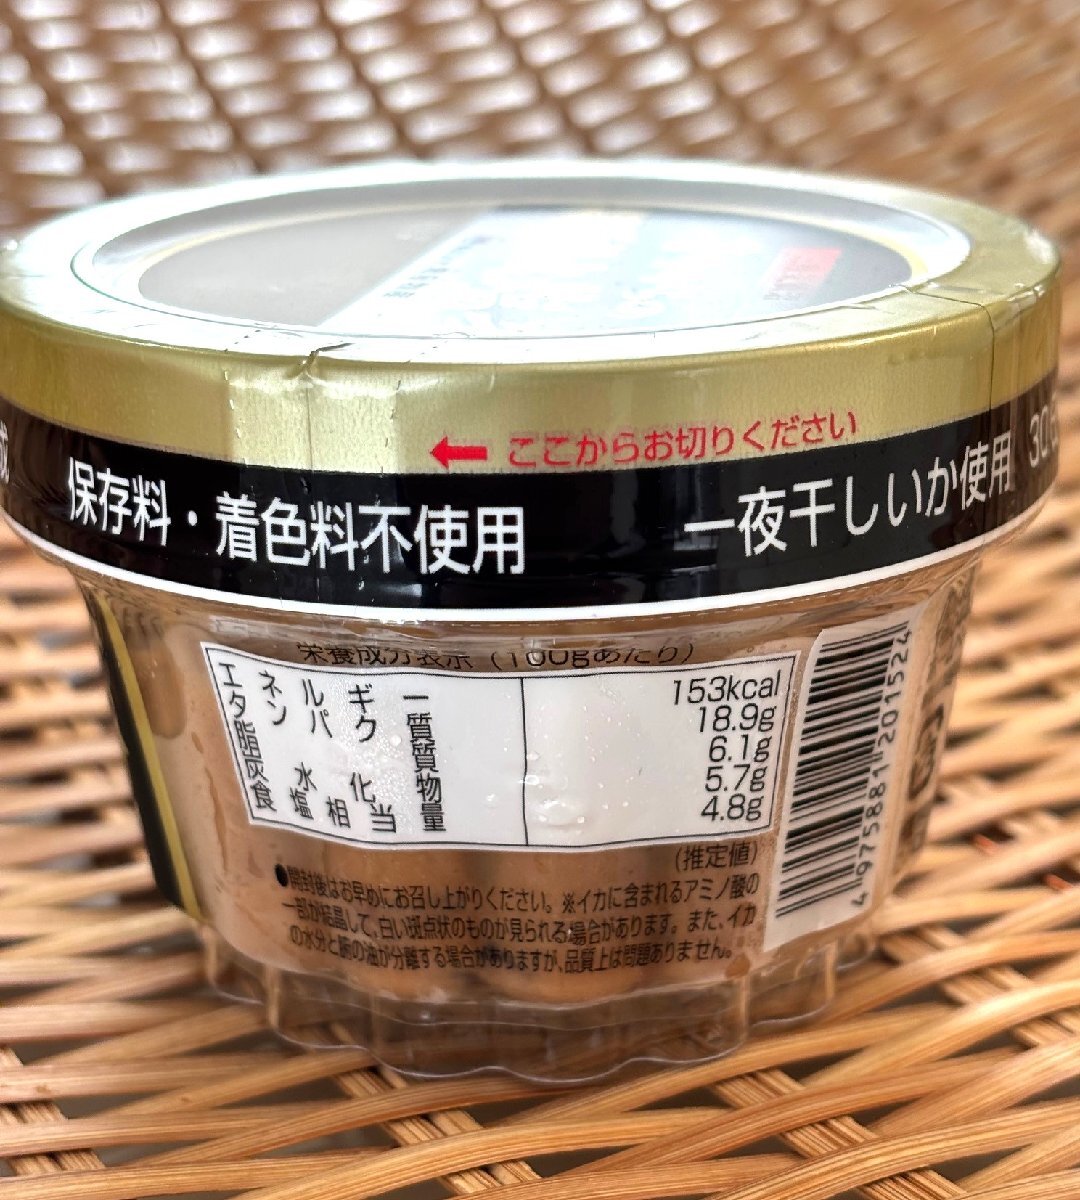 ← ここからお切りください
保存料・着色料不使用
一夜干しいか使用
栄養成分表示（100gあたり）
エネルギー 153kcal
タンパク質 18.9g
脂質 6.1g
炭水化物 5.7g
食塩相当量 4.8g
(推定値)
●開封後はお早めにお召し上がりください。※イカに含まれるアミノ酸の
一部が結晶して、白い斑点状のものが見られる場合があります。また、イカ
の水分と腕の油が分離する場合がありますが、品質上は問題ありません。
4 975881 201524